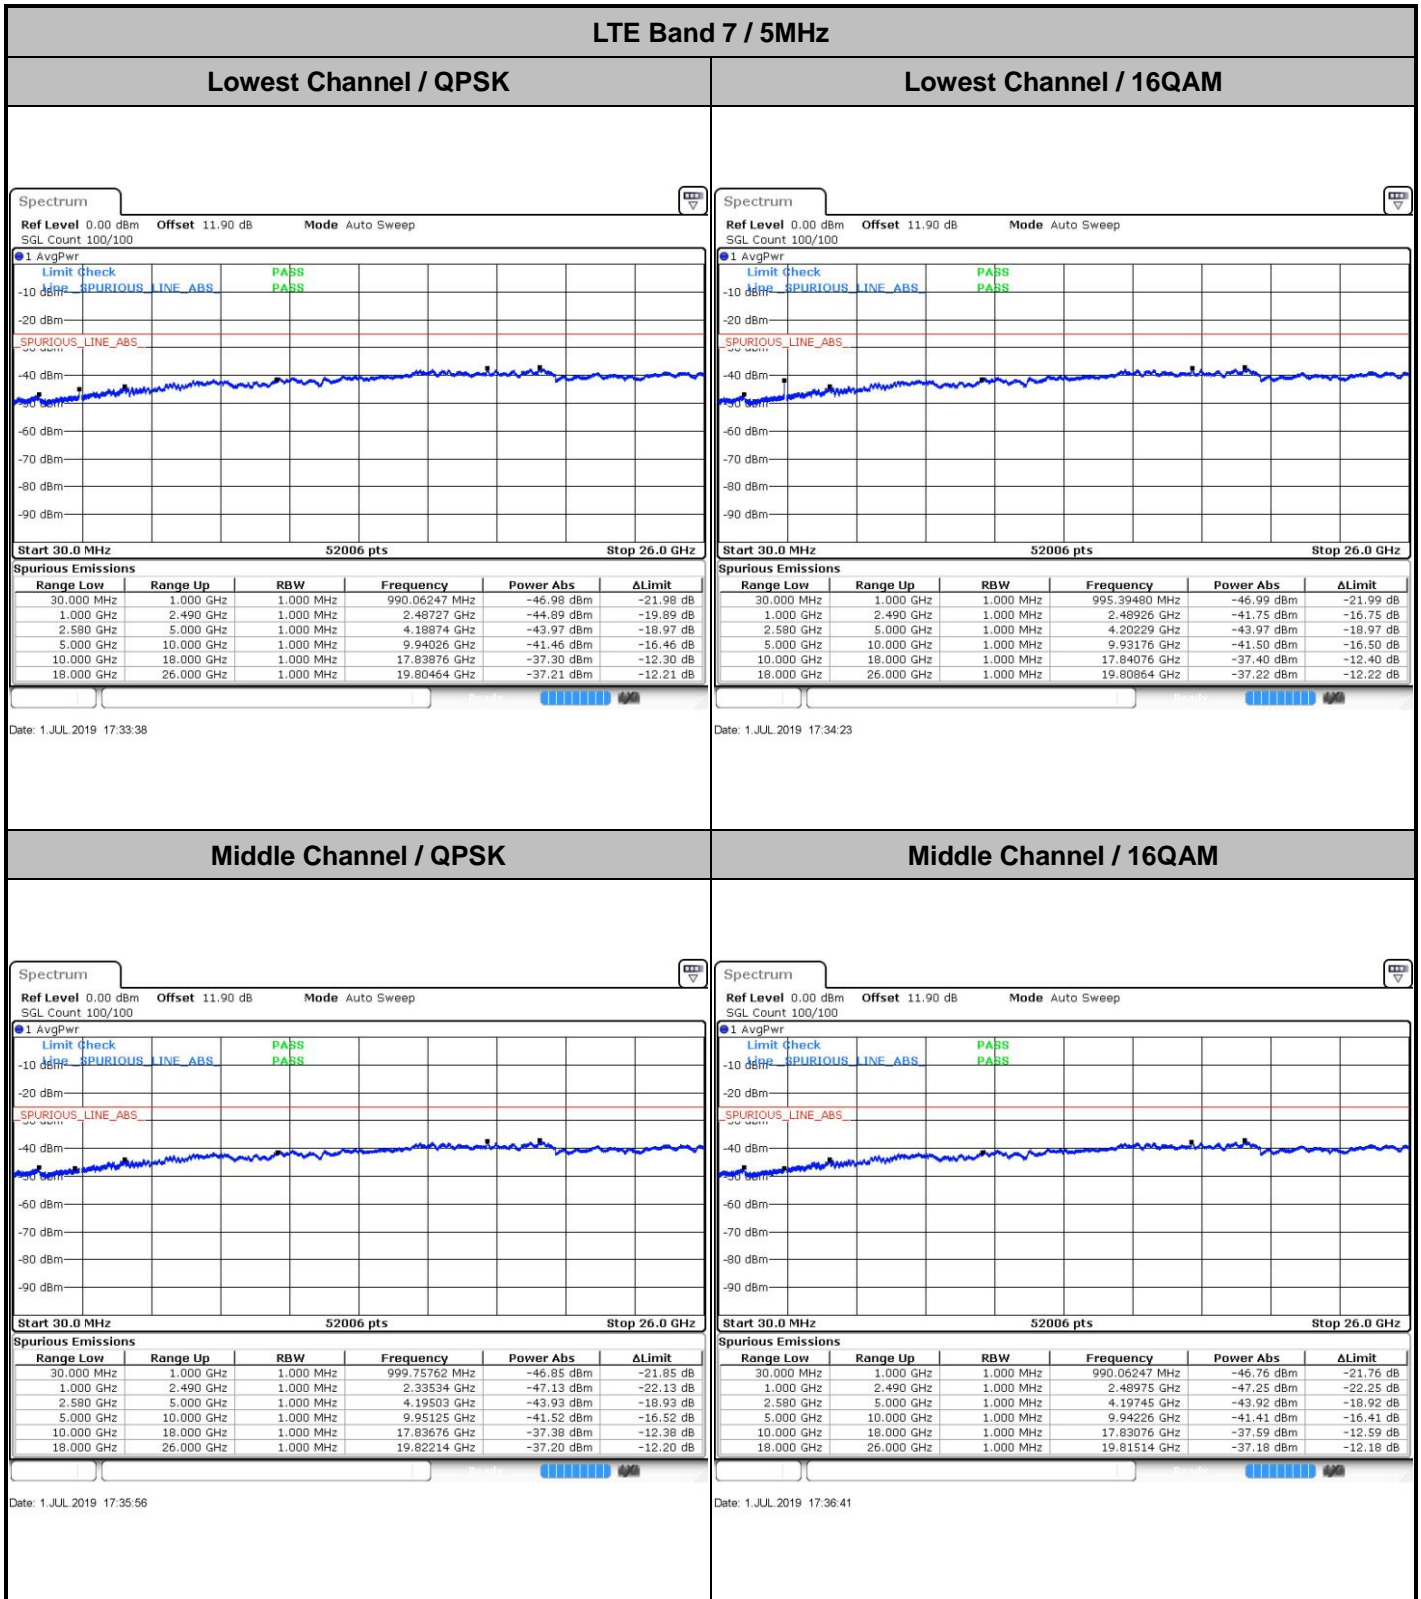 LTE Band 7 / 5MHz
Lowest Channel / QPSK
Lowest Channel / 16QAM
Spectrum
Ref Level 0.00 dBm Offset 11.90 dB Mode Auto Sweep
SGL Count 100/100
1 AvgPwr
Limit Check PASS
Line _SPURIOUS_LINE_ABS_ PASS
-10 dBm
-20 dBm
_SPURIOUS_LINE_ABS_
-30 dBm
-40 dBm
-50 dBm
-60 dBm
-70 dBm
-80 dBm
-90 dBm
Start 30.0 MHz 52006 pts Stop 26.0 GHz
Spurious Emissions
Range Low Range Up RBW Frequency Power Abs ΔLimit
30.000 MHz 1.000 GHz 1.000 MHz 990.06247 MHz -46.98 dBm -21.98 dB
1.000 GHz 2.490 GHz 1.000 MHz 2.48727 GHz -44.89 dBm -19.89 dB
2.580 GHz 5.000 GHz 1.000 MHz 4.18874 GHz -43.97 dBm -18.97 dB
5.000 GHz 10.000 GHz 1.000 MHz 9.94026 GHz -41.46 dBm -16.46 dB
10.000 GHz 18.000 GHz 1.000 MHz 17.83876 GHz -37.30 dBm -12.30 dB
18.000 GHz 26.000 GHz 1.000 MHz 19.80464 GHz -37.21 dBm -12.21 dB
Date: 1.JUL.2019 17:33:38
Spectrum
Ref Level 0.00 dBm Offset 11.90 dB Mode Auto Sweep
SGL Count 100/100
1 AvgPwr
Limit Check PASS
Line _SPURIOUS_LINE_ABS_ PASS
-10 dBm
-20 dBm
_SPURIOUS_LINE_ABS_
-30 dBm
-40 dBm
-50 dBm
-60 dBm
-70 dBm
-80 dBm
-90 dBm
Start 30.0 MHz 52006 pts Stop 26.0 GHz
Spurious Emissions
Range Low Range Up RBW Frequency Power Abs ΔLimit
30.000 MHz 1.000 GHz 1.000 MHz 995.39480 MHz -46.99 dBm -21.99 dB
1.000 GHz 2.490 GHz 1.000 MHz 2.48926 GHz -41.75 dBm -16.75 dB
2.580 GHz 5.000 GHz 1.000 MHz 4.20229 GHz -43.97 dBm -18.97 dB
5.000 GHz 10.000 GHz 1.000 MHz 9.93176 GHz -41.50 dBm -16.50 dB
10.000 GHz 18.000 GHz 1.000 MHz 17.84076 GHz -37.40 dBm -12.40 dB
18.000 GHz 26.000 GHz 1.000 MHz 19.80864 GHz -37.22 dBm -12.22 dB
Date: 1.JUL.2019 17:34:23
Middle Channel / QPSK
Middle Channel / 16QAM
Spectrum
Ref Level 0.00 dBm Offset 11.90 dB Mode Auto Sweep
SGL Count 100/100
1 AvgPwr
Limit Check PASS
Line _SPURIOUS_LINE_ABS_ PASS
-10 dBm
-20 dBm
_SPURIOUS_LINE_ABS_
-30 dBm
-40 dBm
-50 dBm
-60 dBm
-70 dBm
-80 dBm
-90 dBm
Start 30.0 MHz 52006 pts Stop 26.0 GHz
Spurious Emissions
Range Low Range Up RBW Frequency Power Abs ΔLimit
30.000 MHz 1.000 GHz 1.000 MHz 999.75762 MHz -46.85 dBm -21.85 dB
1.000 GHz 2.490 GHz 1.000 MHz 2.33534 GHz -47.13 dBm -22.13 dB
2.580 GHz 5.000 GHz 1.000 MHz 4.19503 GHz -43.93 dBm -18.93 dB
5.000 GHz 10.000 GHz 1.000 MHz 9.95125 GHz -41.52 dBm -16.52 dB
10.000 GHz 18.000 GHz 1.000 MHz 17.83676 GHz -37.38 dBm -12.38 dB
18.000 GHz 26.000 GHz 1.000 MHz 19.82214 GHz -37.20 dBm -12.20 dB
Date: 1.JUL.2019 17:35:56
Spectrum
Ref Level 0.00 dBm Offset 11.90 dB Mode Auto Sweep
SGL Count 100/100
1 AvgPwr
Limit Check PASS
Line _SPURIOUS_LINE_ABS_ PASS
-10 dBm
-20 dBm
_SPURIOUS_LINE_ABS_
-30 dBm
-40 dBm
-50 dBm
-60 dBm
-70 dBm
-80 dBm
-90 dBm
Start 30.0 MHz 52006 pts Stop 26.0 GHz
Spurious Emissions
Range Low Range Up RBW Frequency Power Abs ΔLimit
30.000 MHz 1.000 GHz 1.000 MHz 990.06247 MHz -46.76 dBm -21.76 dB
1.000 GHz 2.490 GHz 1.000 MHz 2.48975 GHz -47.25 dBm -22.25 dB
2.580 GHz 5.000 GHz 1.000 MHz 4.19745 GHz -43.92 dBm -18.92 dB
5.000 GHz 10.000 GHz 1.000 MHz 9.94226 GHz -41.41 dBm -16.41 dB
10.000 GHz 18.000 GHz 1.000 MHz 17.83076 GHz -37.59 dBm -12.59 dB
18.000 GHz 26.000 GHz 1.000 MHz 19.81514 GHz -37.18 dBm -12.18 dB
Date: 1.JUL.2019 17:36:41